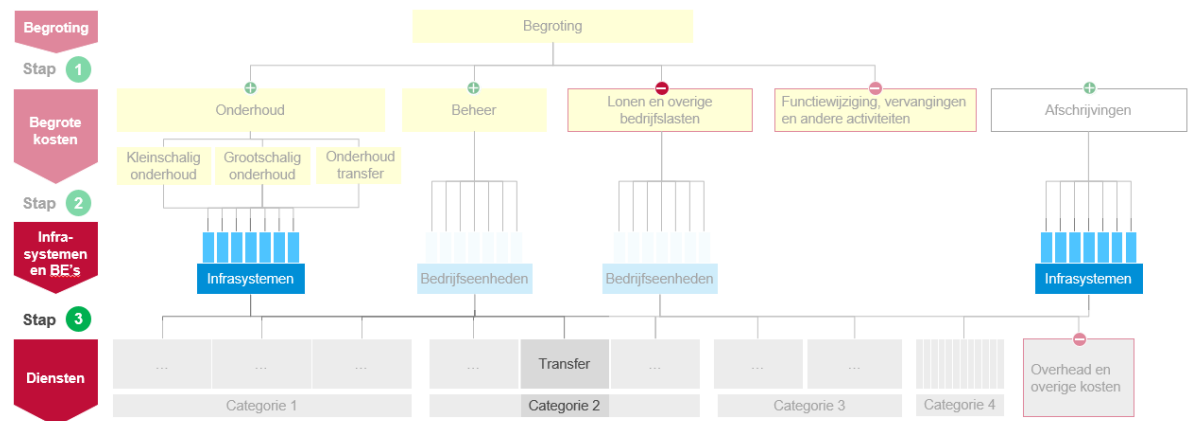 Begroting
Begroting
Stap 1
Begrote
kosten
Onderhoud
Beheer
Lonen en overige
bedrijfslasten
Functiewijziging, vervangingen
en andere activiteiten
Afschrijvingen
Kleinschalig
onderhoud
Grootschalig
onderhoud
Onderhoud
transfer
Stap 2
Infra-
systemen
en BE's
Infrasystemen
Bedrijfseenheden
Bedrijfseenheden
Infrasystemen
Stap 3
Diensten
...
...
...
...
Transfer
...
...
...
...
Overhead en
overige kosten
Categorie 1
Categorie 2
Categorie 3
Categorie 4